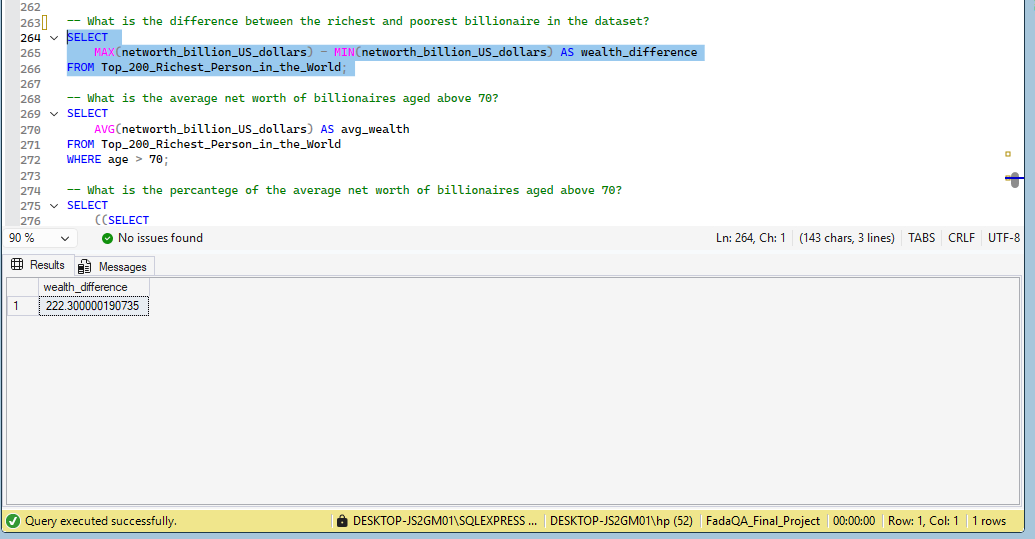 262
263 -- What is the difference between the richest and poorest billionaire in the dataset?
264 SELECT
265 MAX(networth_billion_US_dollars) - MIN(networth_billion_US_dollars) AS wealth_difference
266 FROM Top_200_Richest_Person_in_the_World;
267
268 -- What is the average net worth of billionaires aged above 70?
269 SELECT
270 AVG(networth_billion_US_dollars) AS avg_wealth
271 FROM Top_200_Richest_Person_in_the_World
272 WHERE age > 70;
273
274 -- What is the percantege of the average net worth of billionaires aged above 70?
275 SELECT
276 ((SELECT
90 % No issues found Ln: 264, Ch: 1 (143 chars, 3 lines) TABS CRLF UTF-8
Results Messages
wealth_difference
1 222.300000190735
Query executed successfully. DESKTOP-JS2GM01\SQLEXPRESS ... DESKTOP-JS2GM01\hp (52) FadaQA_Final_Project 00:00:00 Row: 1, Col: 1 1 rows